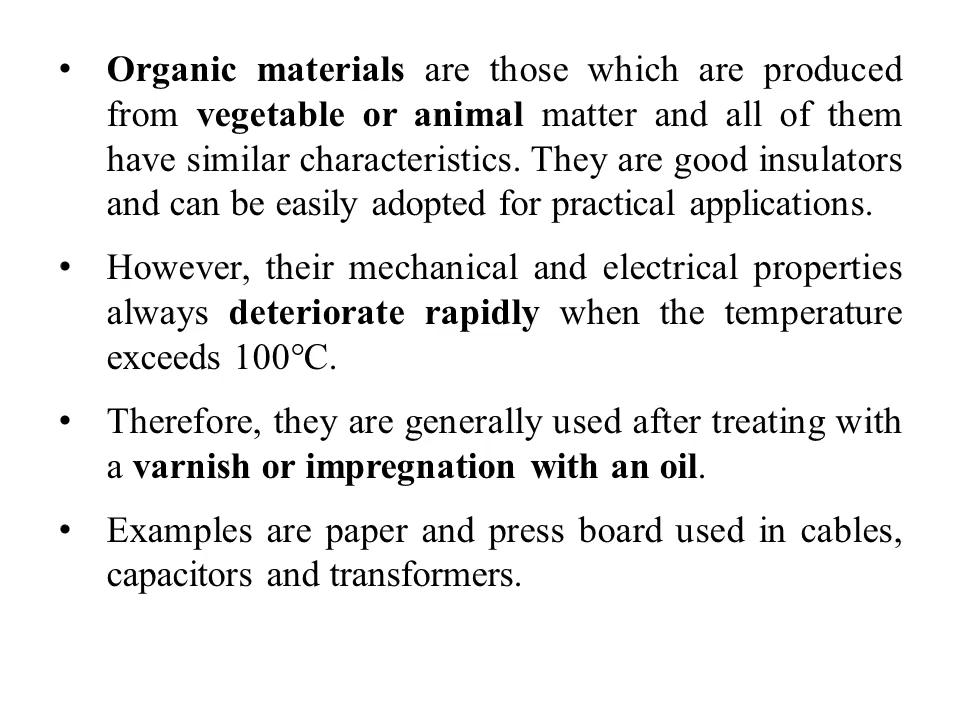 • Organic materials are those which are produced
from vegetable or animal matter and all of them
have similar characteristics. They are good insulators
and can be easily adopted for practical applications.
• However, their mechanical and electrical properties
always deteriorate rapidly when the temperature
exceeds 100℃.
• Therefore, they are generally used after treating with
a varnish or impregnation with an oil.
• Examples are paper and press board used in cables,
capacitors and transformers.